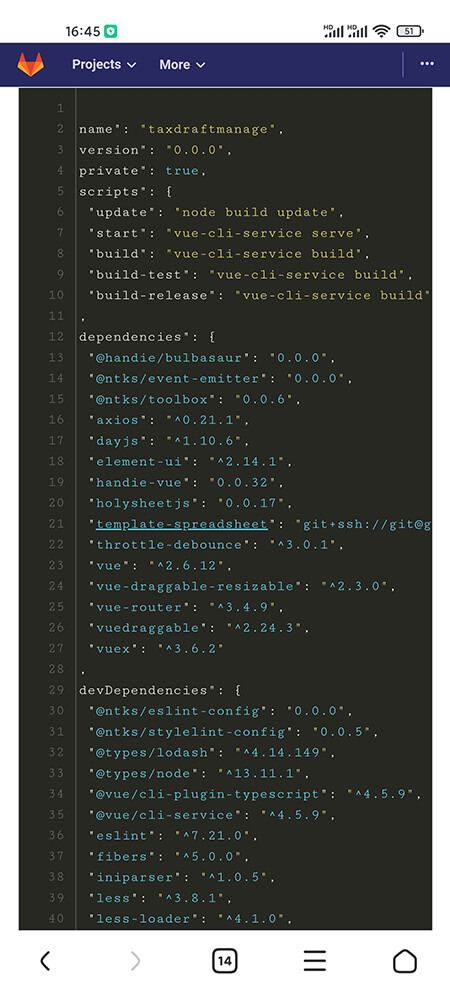 16:45
51
Projects
More
1
2 name": "taxdraftmanage",
3 version": "0.0.0",
4 private": true,
5 scripts": {
6 "update": "node build update",
7 "start": "vue-cli-service serve",
8 "build": "vue-cli-service build",
9 "build-test": "vue-cli-service build",
10 "build-release": "vue-cli-service build"
11 ,
12 dependencies": {
13 "@handie/bulbasaur": "0.0.0",
14 "@ntks/event-emitter": "0.0.0",
15 "@ntks/toolbox": "0.0.6",
16 "axios": "^0.21.1",
17 "dayjs": "^1.10.6",
18 "element-ui": "^2.14.1",
19 "handie-vue": "0.0.32",
20 "holysheetjs": "0.0.17",
21 "template-spreadsheet": "git+ssh://git@g
22 "throttle-debounce": "^3.0.1",
23 "vue": "^2.6.12",
24 "vue-draggable-resizable": "^2.3.0",
25 "vue-router": "^3.4.9",
26 "vuedraggable": "^2.24.3",
27 "vuex": "^3.6.2"
28 ,
29 devDependencies": {
30 "@ntks/eslint-config": "0.0.0",
31 "@ntks/stylelint-config": "0.0.5",
32 "@types/lodash": "^4.14.149",
33 "@types/node": "^13.11.1",
34 "@vue/cli-plugin-typescript": "^4.5.9",
35 "@vue/cli-service": "^4.5.9",
36 "eslint": "^7.21.0",
37 "fibers": "^5.0.0",
38 "iniparser": "^1.0.5",
39 "less": "^3.8.1",
40 "less-loader": "^4.1.0",
14